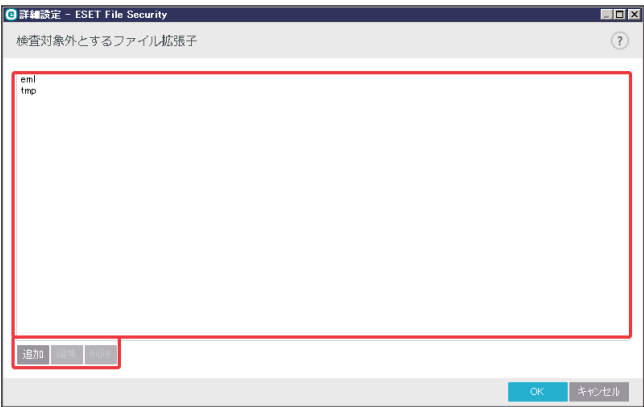 e 詳細設定 - ESET File Security
検査対象外とするファイル拡張子
?
eml
tmp
追加 編集 削除
OK キャンセル